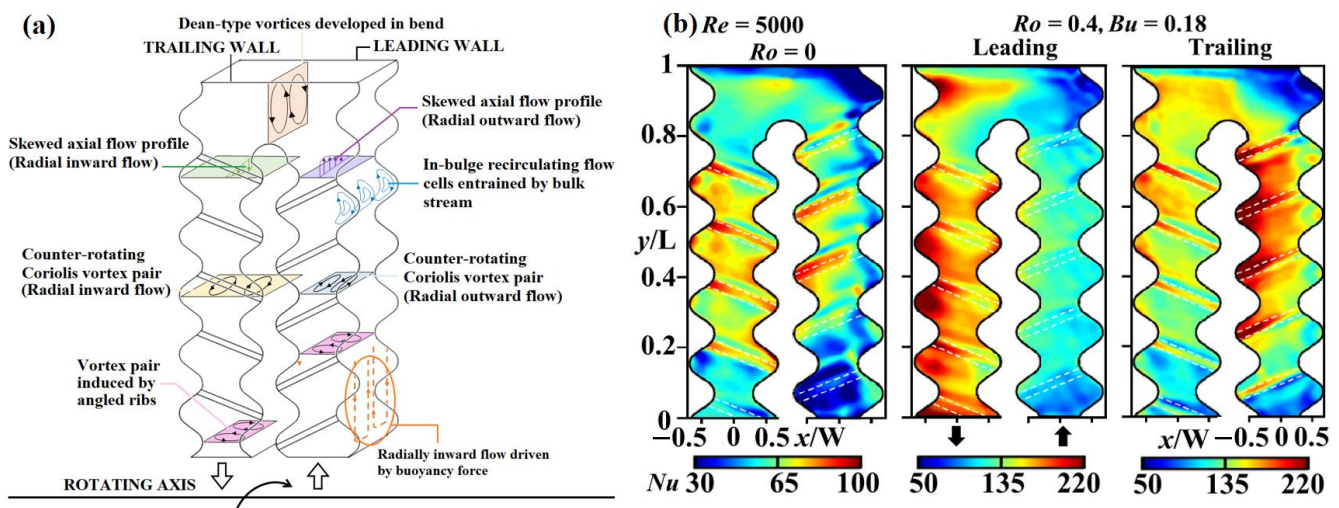 (a)
Dean-type vortices developed in bend
TRAILING WALL
LEADING WALL
Skewed axial flow profile
(Radial outward flow)
Skewed axial flow profile
(Radial inward flow)
In-bulge recirculating flow
cells entrained by bulk
stream
Counter-rotating
Coriolis vortex pair
(Radial inward flow)
Counter-rotating
Coriolis vortex pair
(Radial outward flow)
Vortex pair
induced by
angled ribs
Radially inward flow driven
by buoyancy force
ROTATING AXIS
(b) Re = 5000
Ro = 0
Ro = 0.4, Bu = 0.18
Leading
Trailing
1
0.8
0.6
y/L
0.4
0.2
0
−0.5 0 0.5 x/W
x/W −0.5 0 0.5
Nu 30 65 100
50 135 220
50 135 220